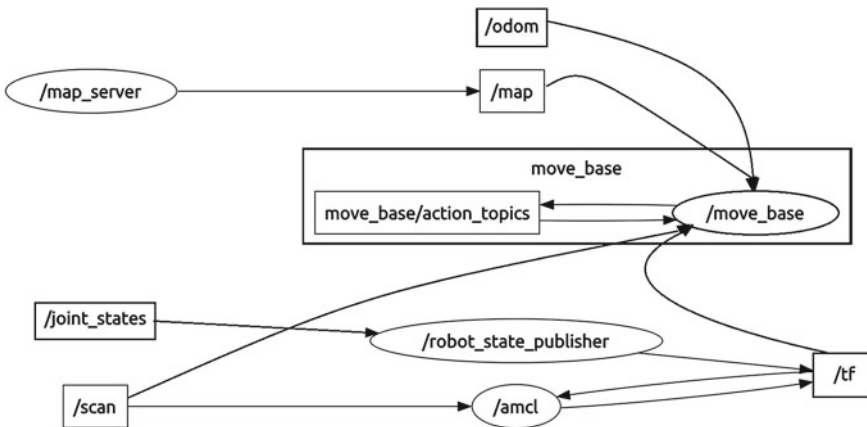 /odom
/map_server
/map
move_base
move_base/action_topics
/move_base
/joint_states
/robot_state_publisher
/tf
/scan
/amcl